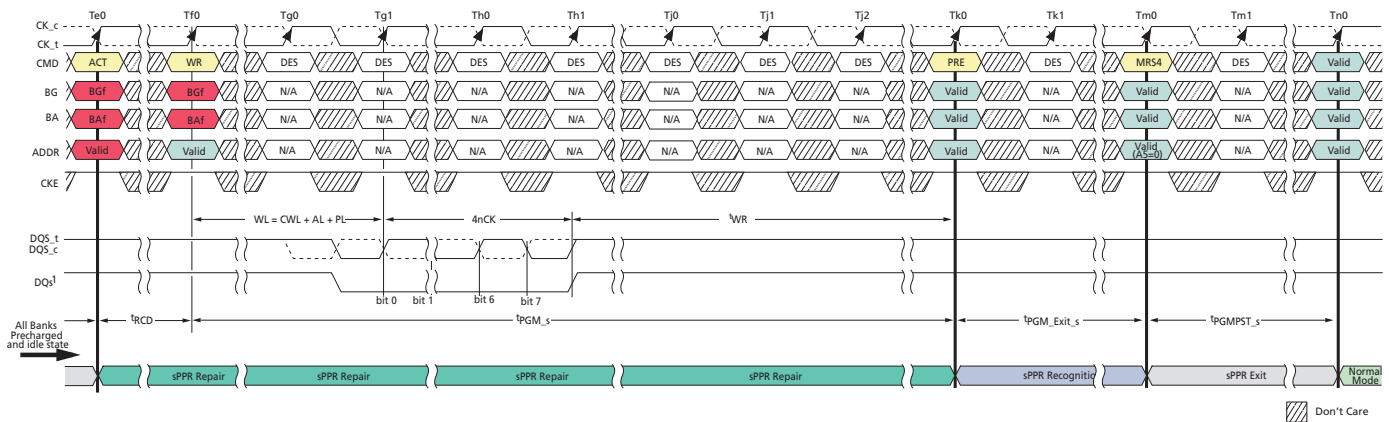 Te0 Tf0 Tg0 Tg1 Th0 Th1 Tj0 Tj1 Tj2 Tk0 Tk1 Tm0 Tm1 Tn0
CK_c
CK_t
CMD ACT WR DES DES DES DES DES DES DES PRE DES MRS4 DES Valid
BG BGf BGf N/A N/A N/A N/A N/A N/A N/A Valid N/A Valid N/A Valid
BA BAf BAf N/A N/A N/A N/A N/A N/A N/A Valid N/A Valid N/A Valid
ADDR Valid Valid N/A N/A N/A N/A N/A N/A N/A Valid N/A Valid (A5=0) N/A Valid
CKE
WL = CWL + AL + PL 4nCK tWR
DQS_t
DQS_c
DQs1
bit 0 bit 1 bit 6 bit 7
All Banks
Precharged
and idle state
tRCD tPGM_s tPGM_Exit_s tPGMPST_s
sPPR Repair sPPR Repair sPPR Repair sPPR Repair sPPR Recognitic sPPR Exit Normal
Mode
Don't Care